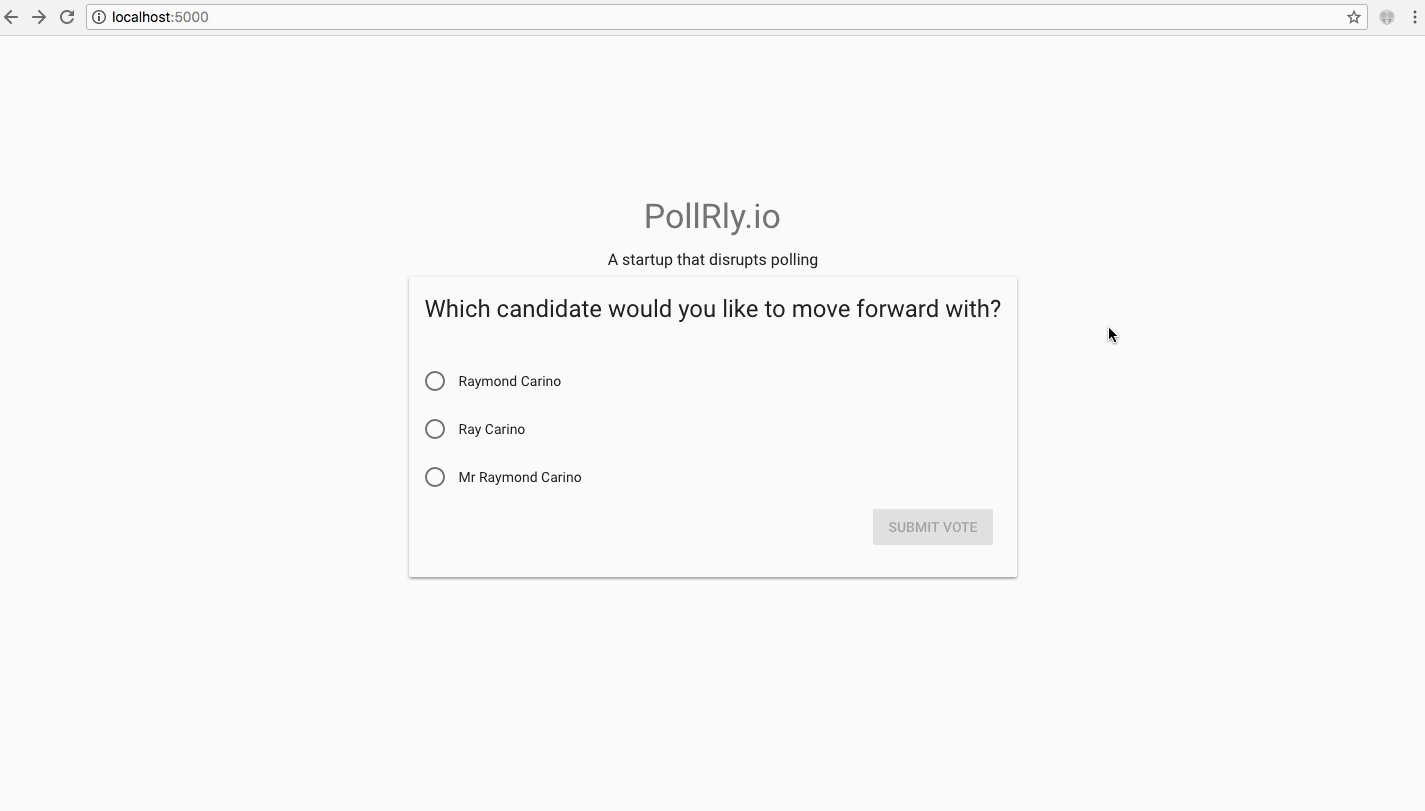 localhost:5000
PollRly.io
A startup that disrupts polling
Which candidate would you like to move forward with?
Raymond Carino
Ray Carino
Mr Raymond Carino
SUBMIT VOTE